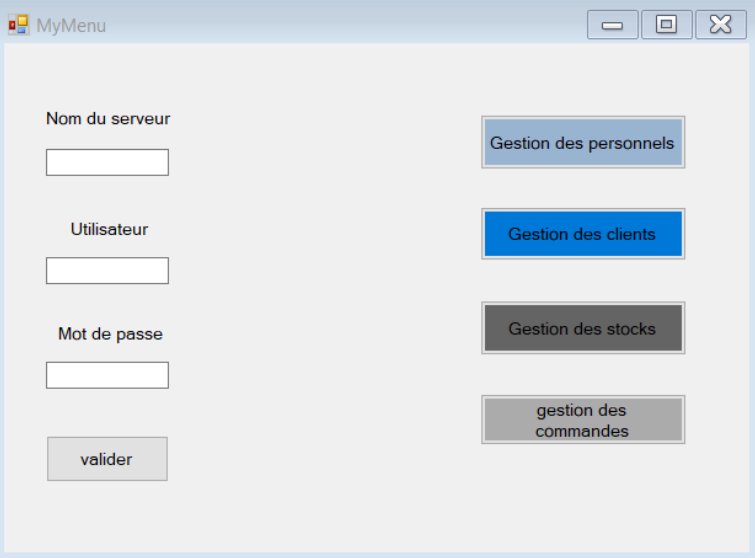 MyMenu
Nom du serveur
Utilisateur
Mot de passe
valider
Gestion des personnels
Gestion des clients
Gestion des stocks
gestion des
commandes